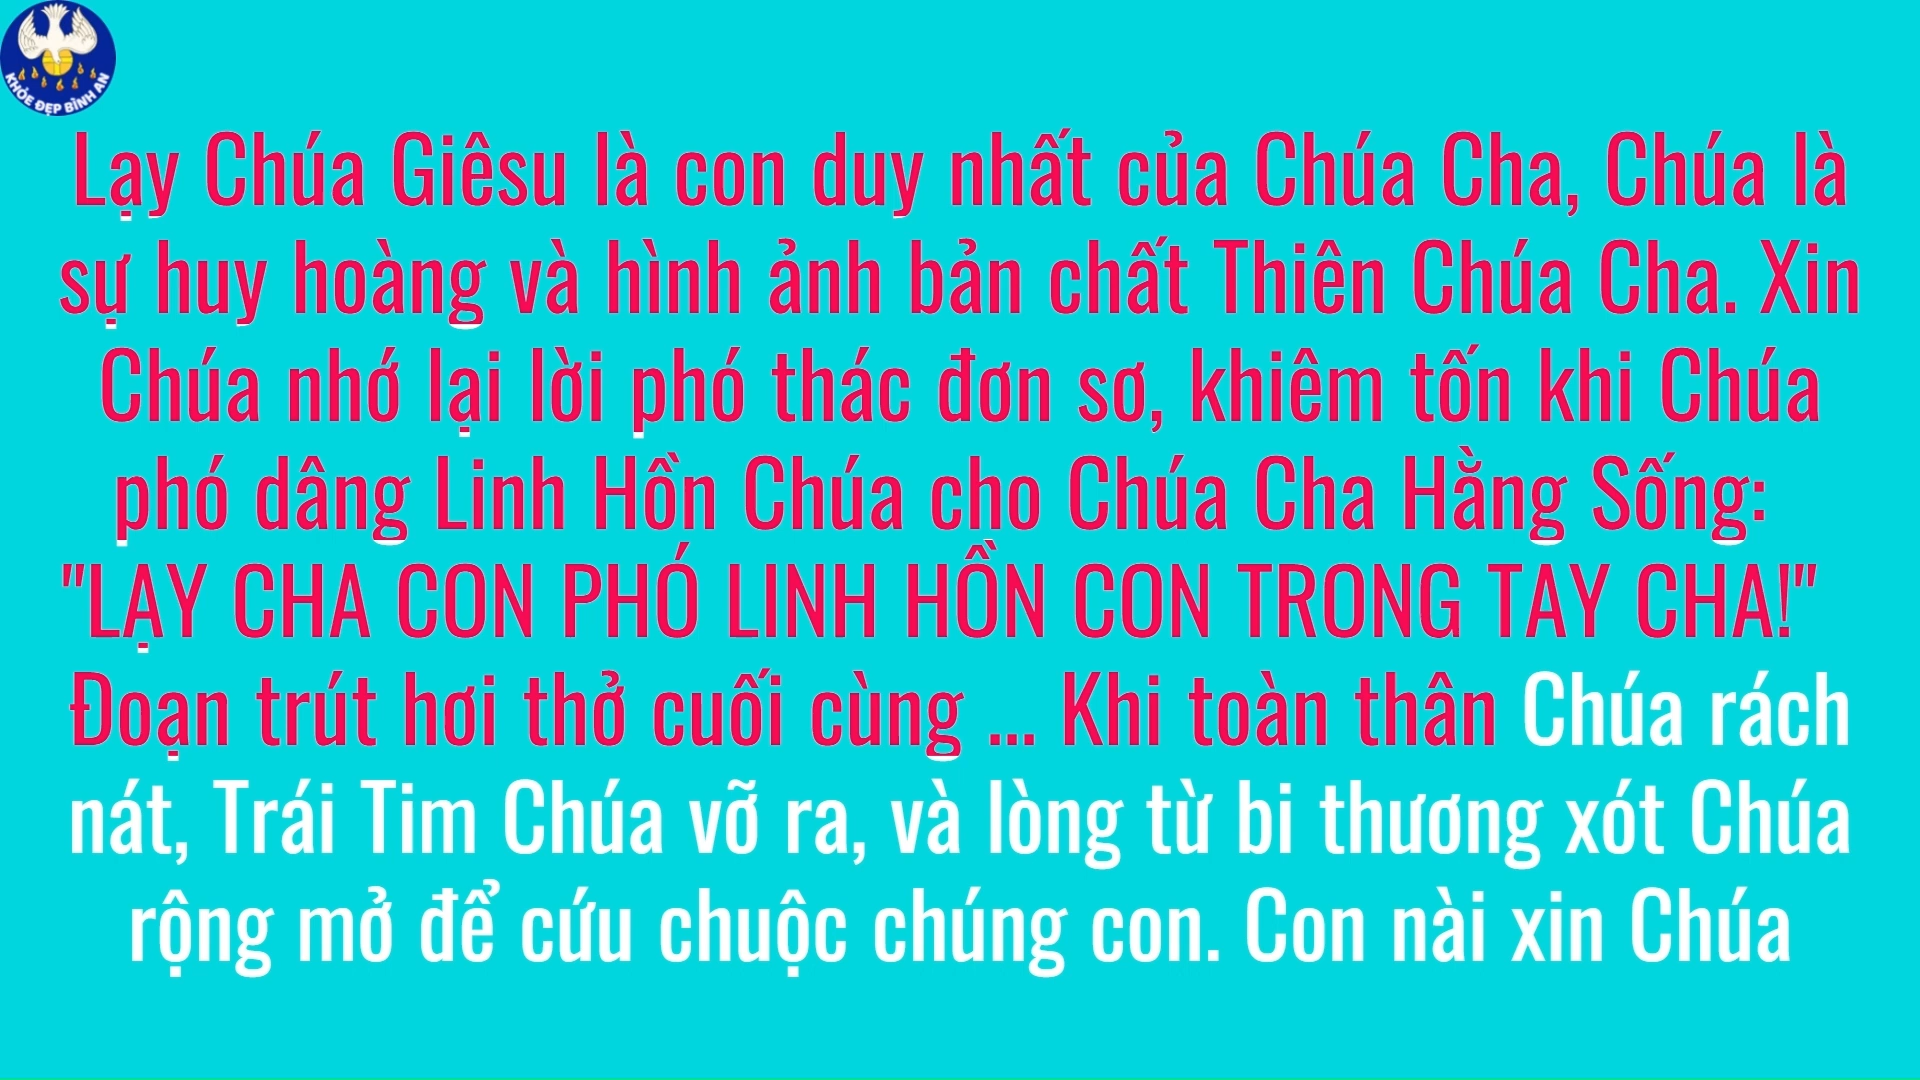 KHỎE ĐẸP BÌNH AN
Lạy Chúa Giêsu là con duy nhất của Chúa Cha, Chúa là
sự huy hoàng và hình ảnh bản chất Thiên Chúa Cha. Xin
Chúa nhớ lại lời phó thác đơn sơ, khiêm tốn khi Chúa
phó dâng Linh Hồn Chúa cho Chúa Cha Hằng Sống:
"LẠY CHA CON PHÓ LINH HỒN CON TRONG TAY CHA!"
Đoạn trút hơi thở cuối cùng ... Khi toàn thân Chúa rách
nát, Trái Tim Chúa vỡ ra, và lòng từ bi thương xót Chúa
rộng mở để cứu chuộc chúng con. Con nài xin Chúa